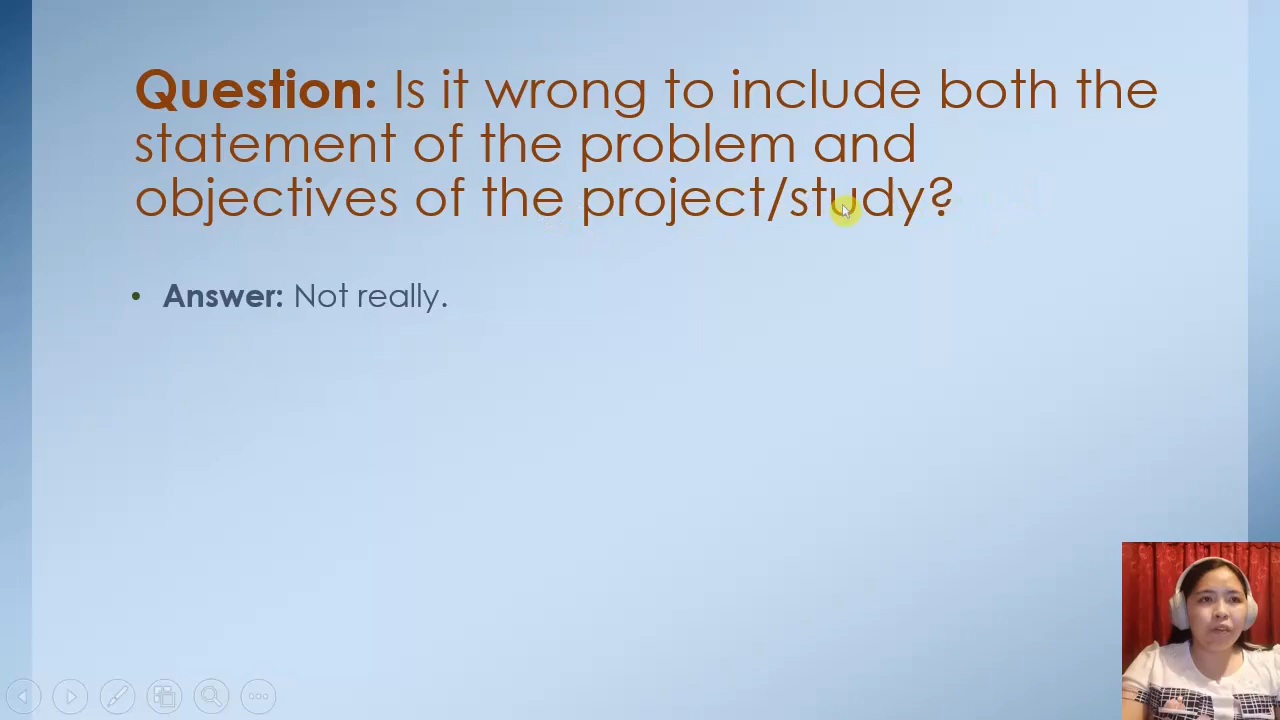 Question: Is it wrong to include both the
statement of the problem and
objectives of the project/study?
• Answer: Not really.